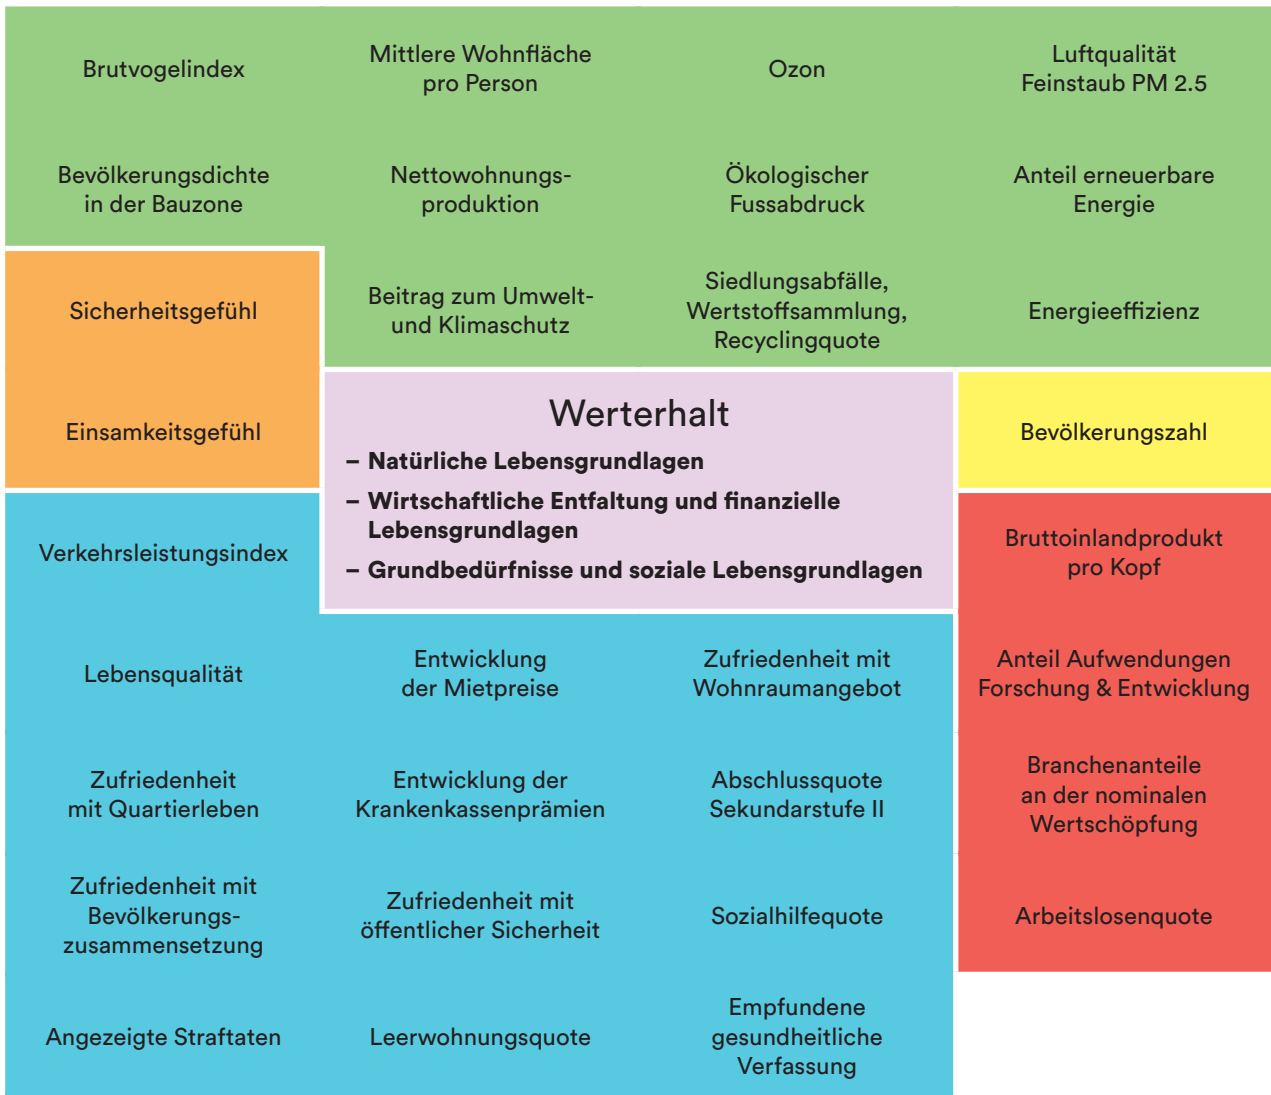 Brutvogelindex
Mittlere Wohnfläche
pro Person
Ozon
Luftqualität
Feinstaub PM 2.5
Bevölkerungsdichte
in der Bauzone
Nettowohnungs-
produktion
Ökologischer
Fussabdruck
Anteil erneuerbare
Energie
Sicherheitsgefühl
Beitrag zum Umwelt-
und Klimaschutz
Siedlungsabfälle,
Wertstoffsammlung,
Recyclingquote
Energieeffizienz
Einsamkeitsgefühl
Werterhalt
– Natürliche Lebensgrundlagen
– Wirtschaftliche Entfaltung und finanzielle
Lebensgrundlagen
– Grundbedürfnisse und soziale Lebensgrundlagen
Bevölkerungszahl
Verkehrsleistungsindex
Bruttoinlandprodukt
pro Kopf
Lebensqualität
Entwicklung
der Mietpreise
Zufriedenheit mit
Wohnraumangebot
Anteil Aufwendungen
Forschung & Entwicklung
Zufriedenheit
mit Quartierleben
Entwicklung der
Krankenkassenprämien
Abschlussquote
Sekundarstufe II
Branchenanteile
an der nominalen
Wertschöpfung
Zufriedenheit mit
Bevölkerungs-
zusammensetzung
Zufriedenheit mit
öffentlicher Sicherheit
Sozialhilfequote
Arbeitslosenquote
Angezeigte Straftaten
Leerwohnungsquote
Empfundene
gesundheitliche
Verfassung